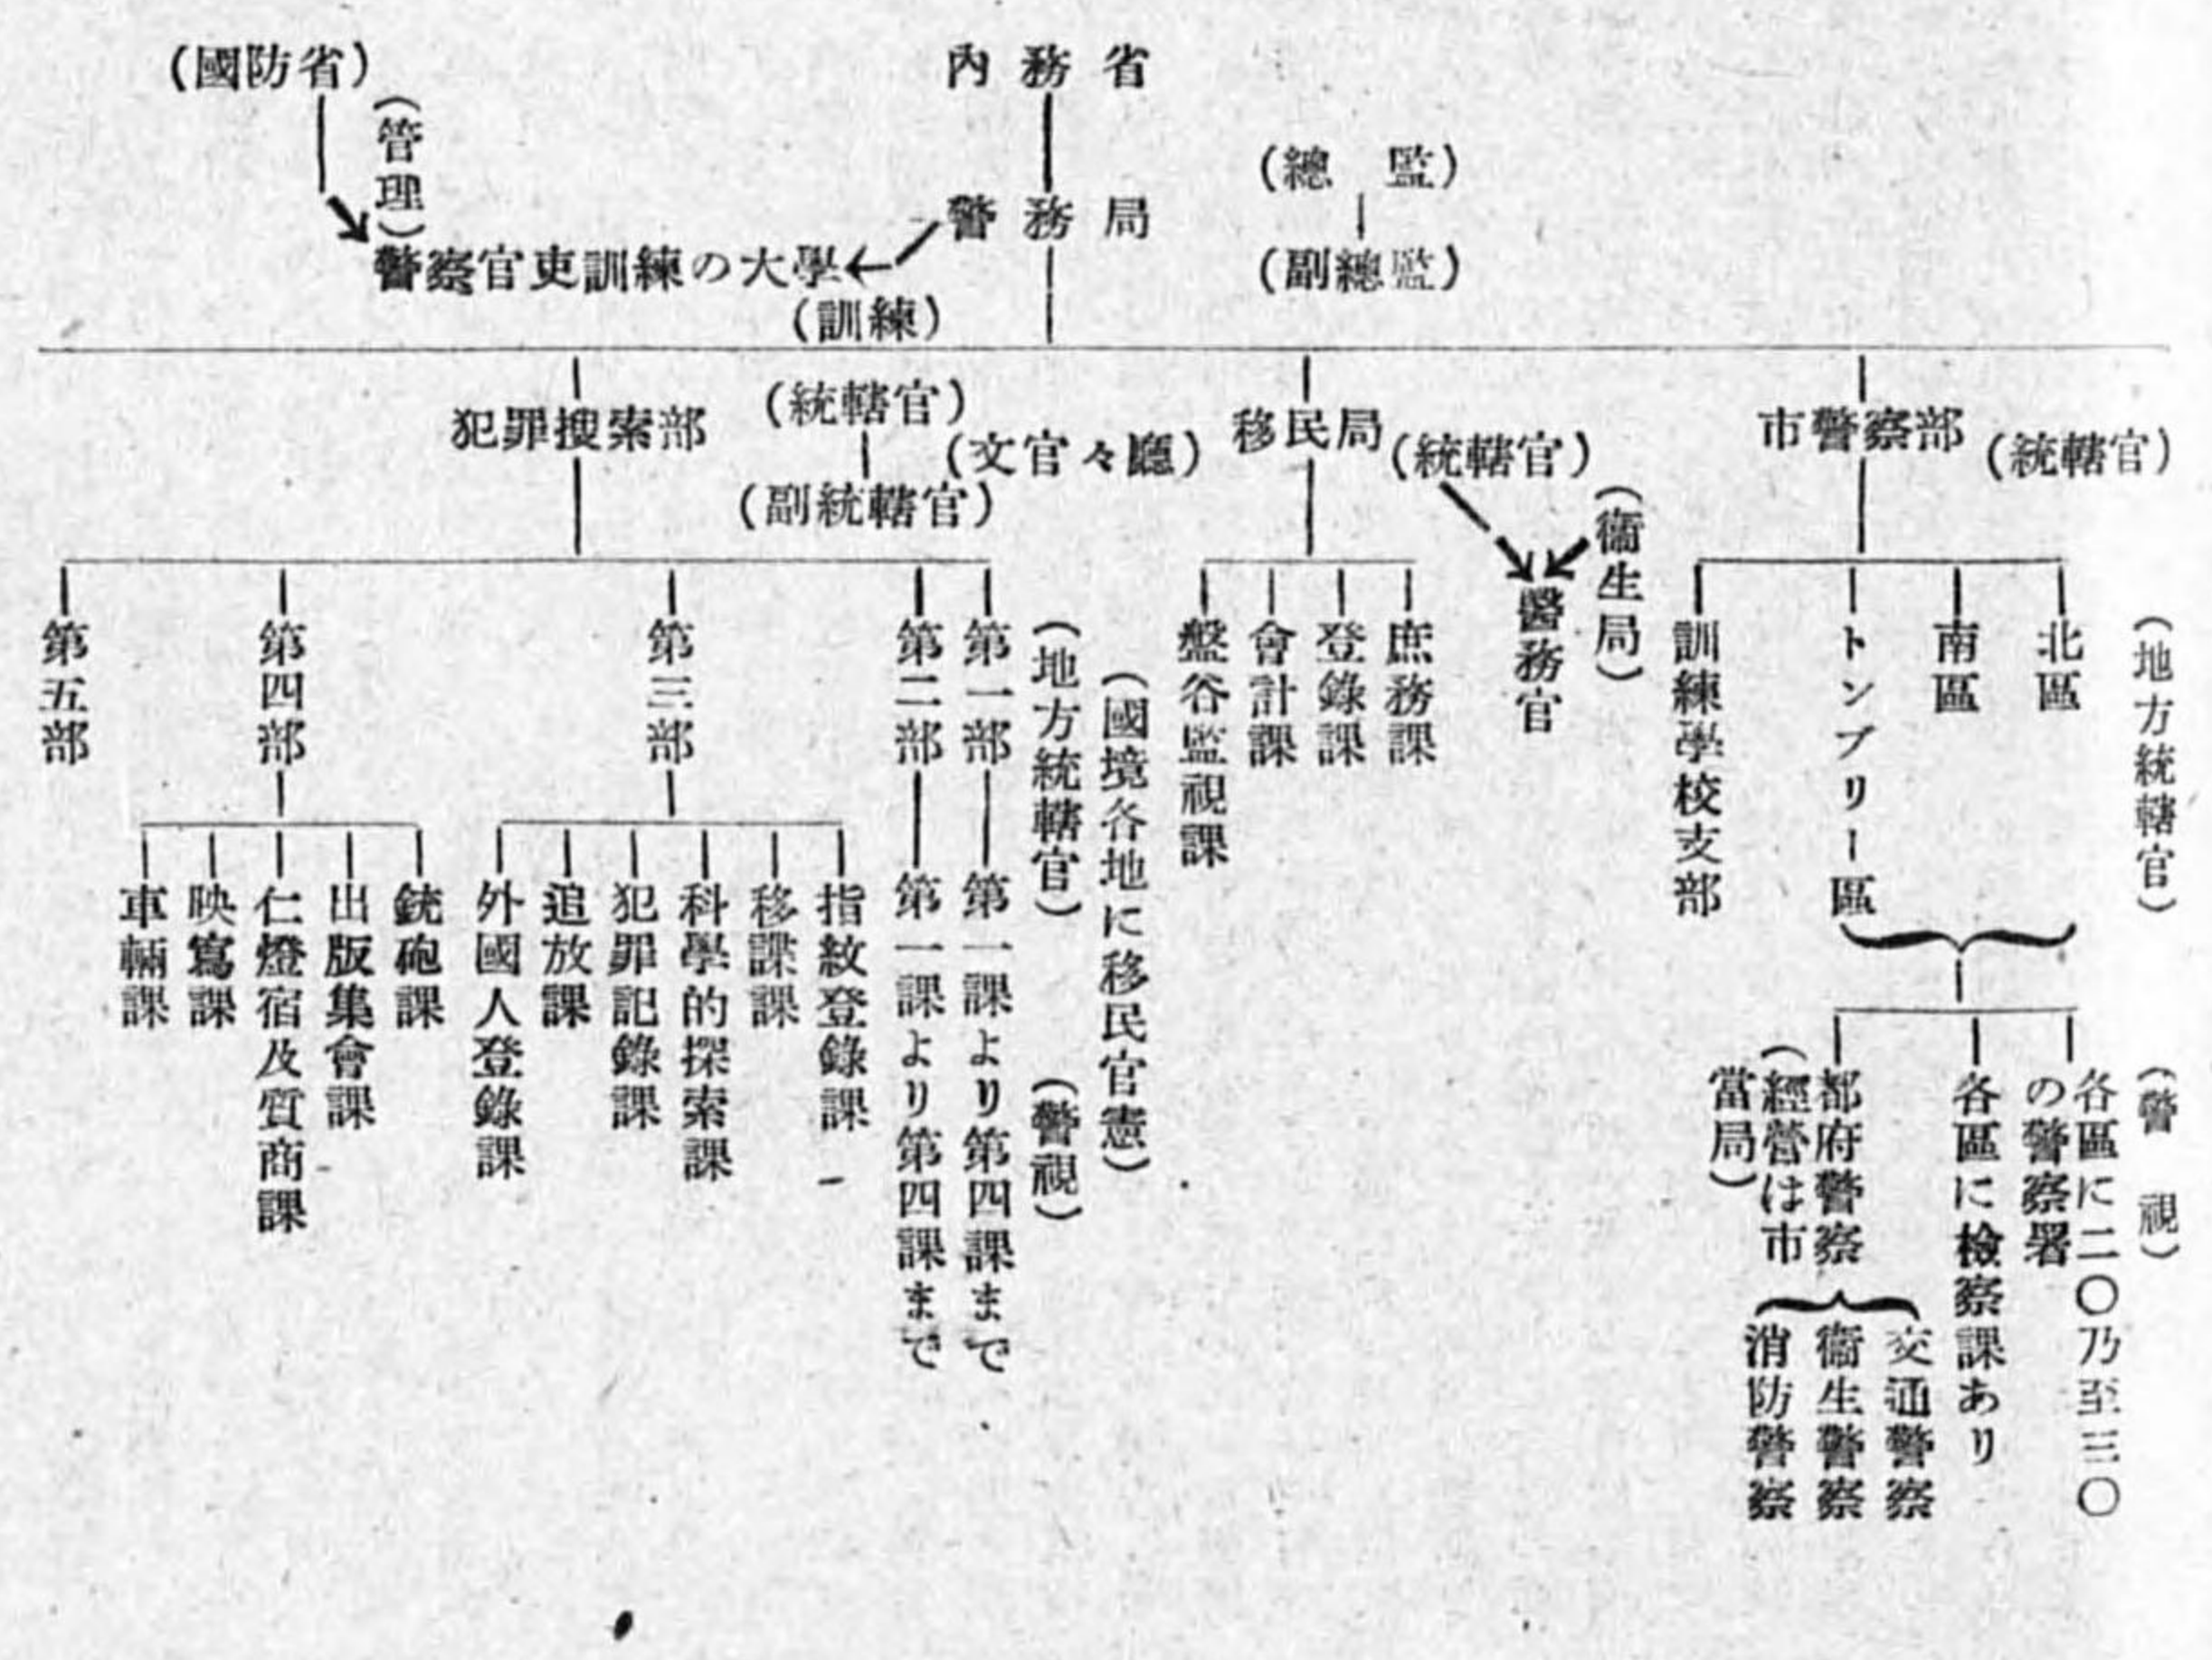 內務省
(國防省)
(管理)
(總監)
警務局
(副總監)
警察官吏訓練の大學
(訓練)
市警察部
(統轄官)
(地方統轄官)
北區
南區
トンブリー區
訓練學校支部
(警視)
各區に二〇乃至三〇
の警察署
各區に檢察課あり
都府警察
(經營は市
當局)
交通警察
衞生警察
消防警察
移民局
(統轄官)
(衞生局)
醫務官
庶務課
登錄課
會計課
盤谷監視課
(文官々廳)
(國境各地に移民官憲)
犯罪搜索部
(統轄官)
(副統轄官)
(地方統轄官)
(警視)
第一部
第一課より第四課まで
第二部
第一課より第四課まで
第三部
指紋登錄課
移諜課
科學的探索課
犯罪記錄課
追放課
外國人登錄課
第四部
銃砲課
出版集會課
仁燈宿及質商課
映寫課
車輛課
第五部